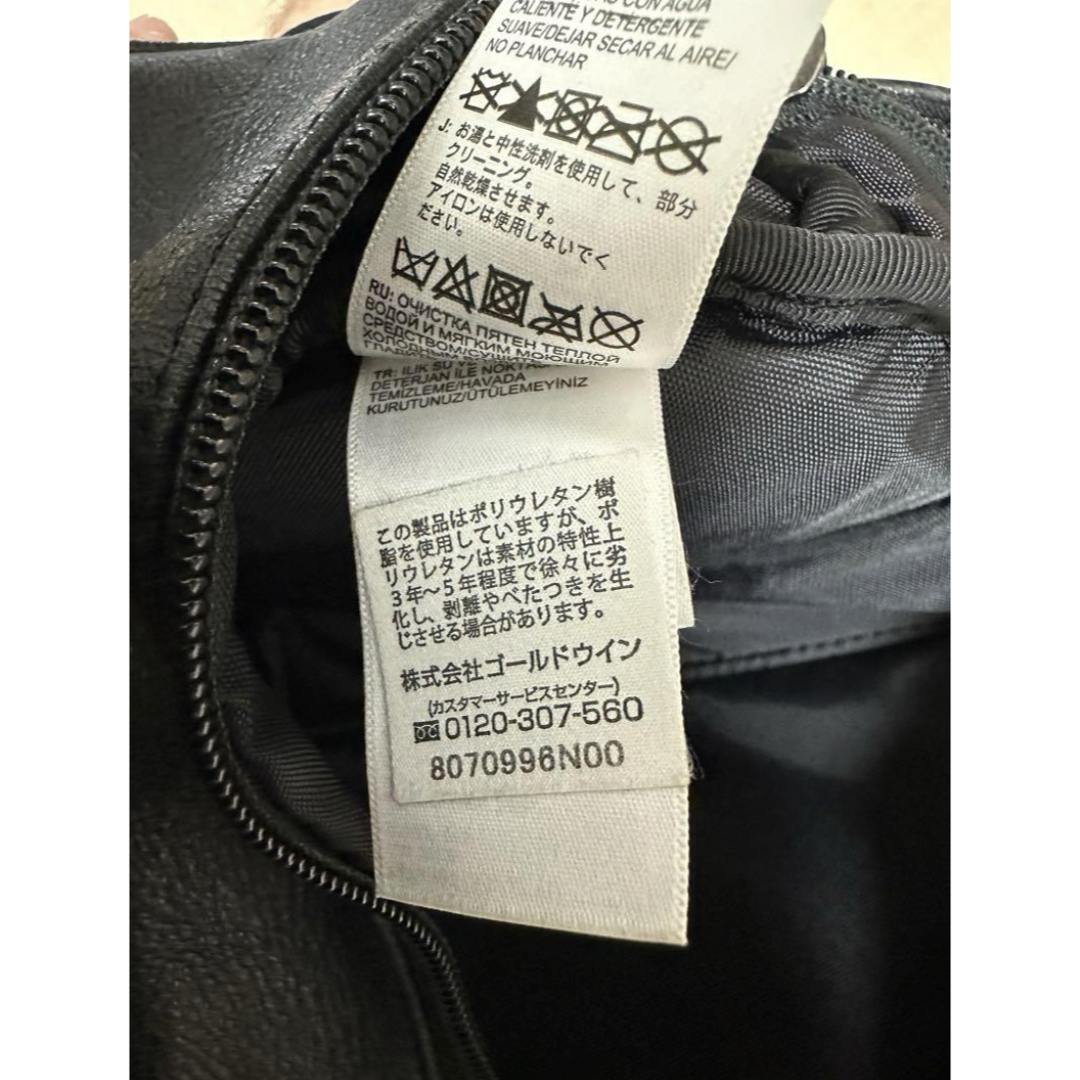 CALIENTE Y DETERGENTE
SUAVE/DEJAR SECAR AL AIRE/
NO PLANCHAR
J: お湯と中性洗剤を使用して、部分
クリーニング。
自然乾燥させます。
アイロンは使用しないでく
ださい。
RU: ОЧИСТКА ПЯТЕН ТЕПЛОЙ
ВОДОЙ И МЯГКИМ МОЮЩИМ
СРЕДСТВОМ/
TR: ILIK SU
DETERJAN ILE
TEMİZLEME/HAVADA
KURUTUNUZ/ÜTÜLEMEYİNİZ
この製品はポリウレタン樹
脂を使用していますが、ポ
リウレタンは素材の特性上
3年～5年程度で徐々に劣
化し、剥離やべたつきを生
じさせる場合があります。
株式会社ゴールドウイン
(カスタマーサービスセンター)
0120-307-560
8070996N00